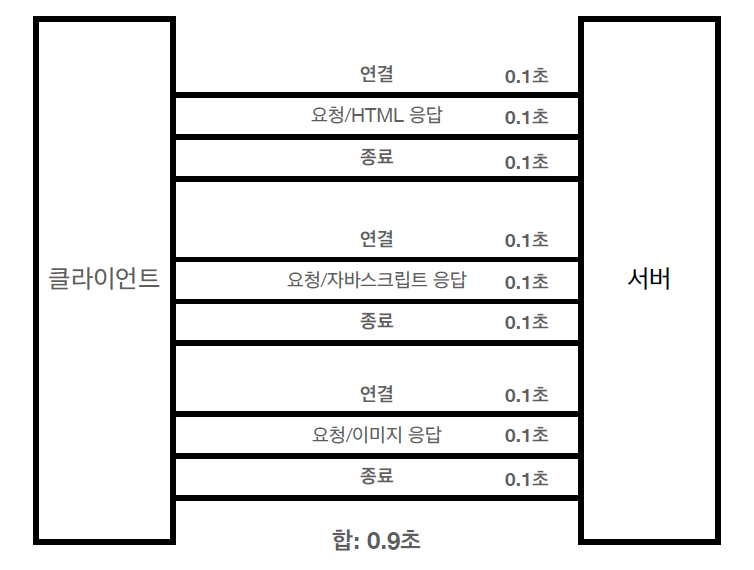 연결 0.1초
요청/HTML 응답 0.1초
종료 0.1초
연결 0.1초
클라이언트
요청/자바스크립트 응답 0.1초
서버
종료 0.1초
연결 0.1초
요청/이미지 응답 0.1초
종료 0.1초
합: 0.9초